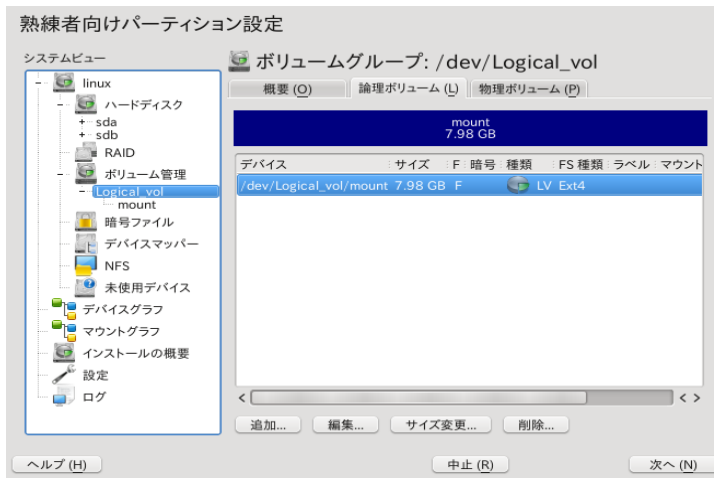 熟練者向けパーティション設定
システムビュー
linux
ハードディスク
sda
sdb
RAID
ボリューム管理
Logical_vol
mount
暗号ファイル
デバイスマッパー
NFS
未使用デバイス
デバイスグラフ
マウントグラフ
インストールの概要
設定
ログ
ボリュームグループ: /dev/Logical_vol
概要 (O) 論理ボリューム (L) 物理ボリューム (P)
mount
7.98 GB
デバイス サイズ F 暗号 種類 FS 種類 ラベル マウント
/dev/Logical_vol/mount 7.98 GB F LV Ext4
追加... 編集... サイズ変更... 削除...
ヘルプ (H) 中止 (R) 次へ (N)